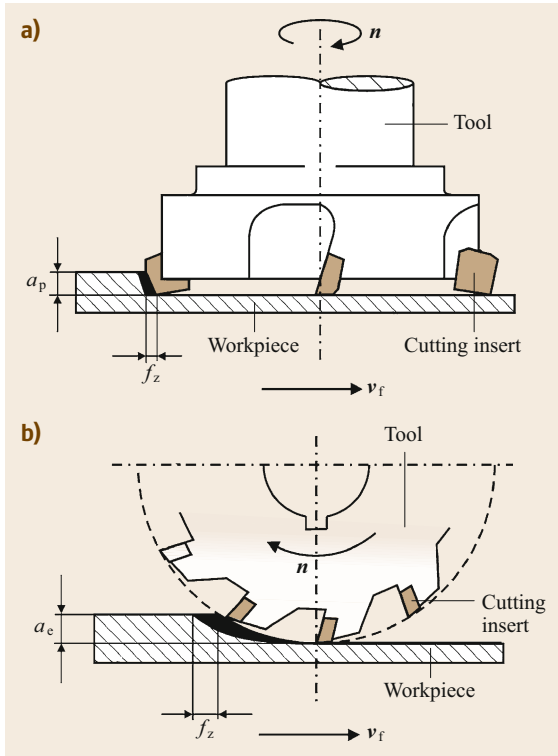 a)
n
Tool
a_p
Workpiece
Cutting insert
f_z
v_f
b)
Tool
n
a_e
Cutting
insert
Workpiece
f_z
v_f